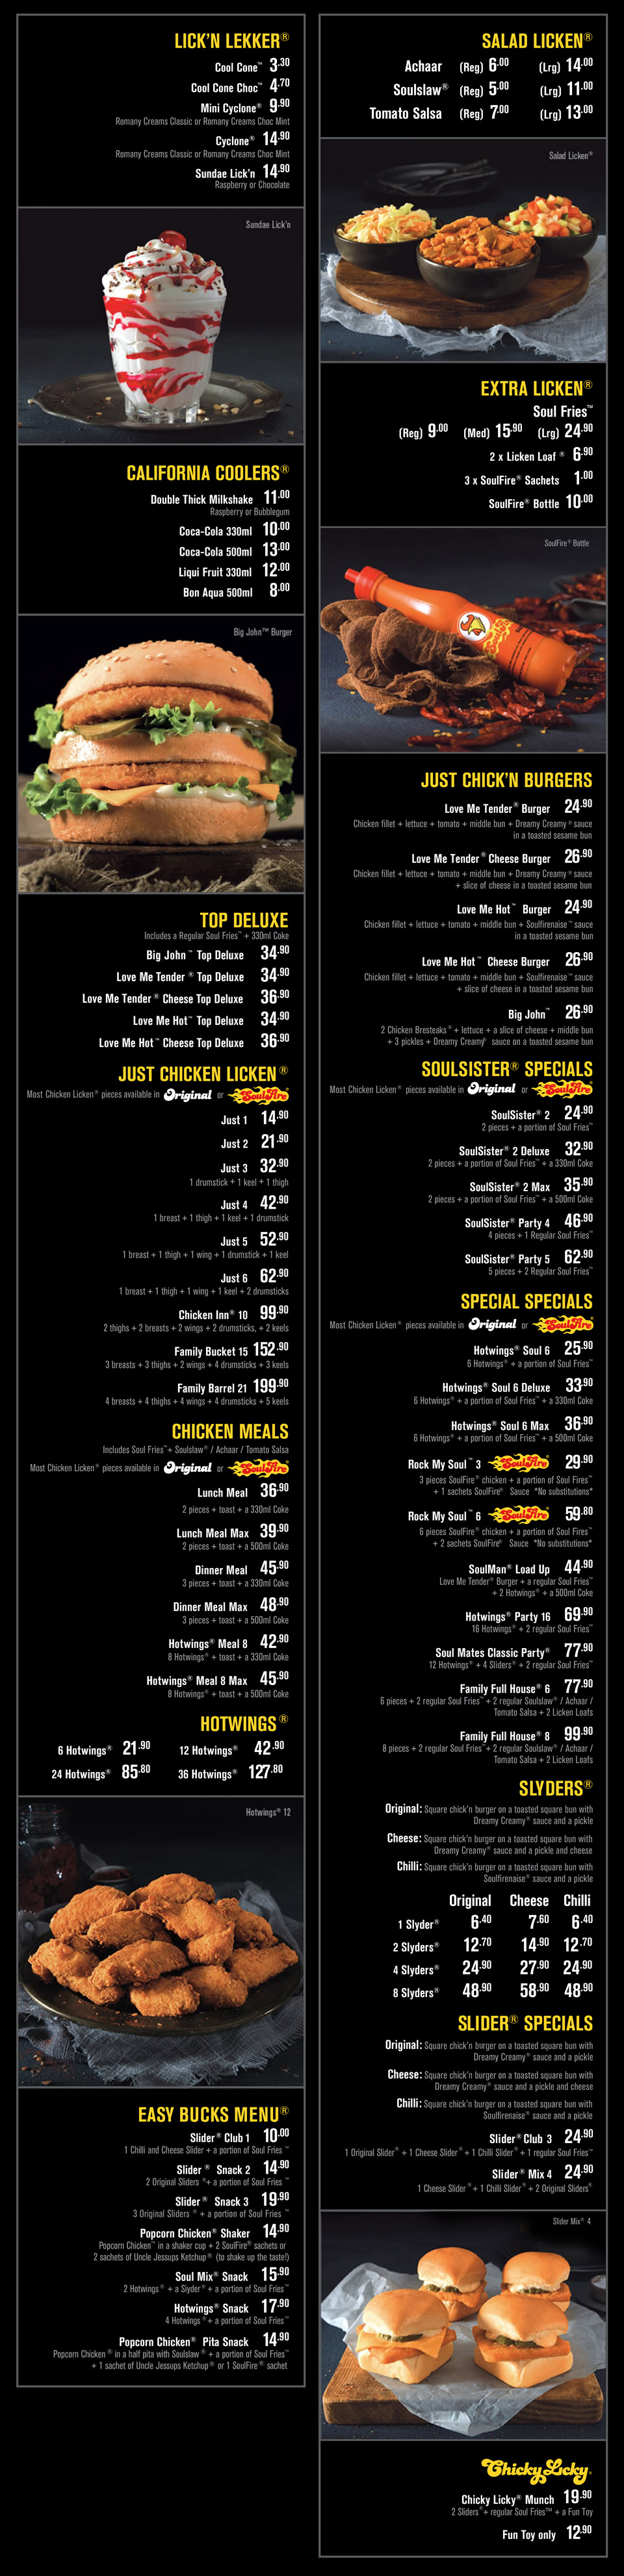 LICK'N LEKKER®
Cool Cone™ 3.30
Cool Cone Choc™ 4.70
Mini Cyclone® 9.90
Romany Creams Classic or Romany Creams Choc Mint
Cyclone® 14.90
Romany Creams Classic or Romany Creams Choc Mint
Sundae Lick'n 14.90
Raspberry or Chocolate
Sundae Lick'n
CALIFORNIA COOLERS®
Double Thick Milkshake 11.00
Raspberry or Bubblegum
Coca-Cola 330ml 10.00
Coca-Cola 500ml 13.00
Liqui Fruit 330ml 12.00
Bon Aqua 500ml 8.00
Big John™ Burger
TOP DELUXE
Includes a Regular Soul Fries™ + 330ml Coke
Big John™ Top Deluxe 34.90
Love Me Tender® Top Deluxe 34.90
Love Me Tender® Cheese Top Deluxe 36.90
Love Me Hot™ Top Deluxe 34.90
Love Me Hot™ Cheese Top Deluxe 36.90
JUST CHICKEN LICKEN®
Most Chicken Licken® pieces available in Original or SoulFire®
Just 1 14.90
Just 2 21.90
Just 3 32.90
1 drumstick + 1 keel + 1 thigh
Just 4 42.90
1 breast + 1 thigh + 1 keel + 1 drumstick
Just 5 52.90
1 breast + 1 thigh + 1 wing + 1 drumstick + 1 keel
Just 6 62.90
1 breast + 1 thigh + 1 wing + 1 keel + 2 drumsticks
Chicken Inn® 10 99.90
2 thighs + 2 breasts + 2 wings + 2 drumsticks, + 2 keels
Family Bucket 15 152.90
3 breasts + 3 thighs + 2 wings + 4 drumsticks + 3 keels
Family Barrel 21 199.90
4 breasts + 4 thighs + 4 wings + 4 drumsticks + 5 keels
CHICKEN MEALS
Includes Soul Fries™+ Soulslaw® / Achaar / Tomato Salsa
Most Chicken Licken® pieces available in Original or SoulFire®
Lunch Meal 36.90
2 pieces + toast + a 330ml Coke
Lunch Meal Max 39.90
2 pieces + toast + a 500ml Coke
Dinner Meal 45.90
3 pieces + toast + a 330ml Coke
Dinner Meal Max 48.90
3 pieces + toast + a 500ml Coke
Hotwings® Meal 8 42.90
8 Hotwings® + toast + a 330ml Coke
Hotwings® Meal 8 Max 45.90
8 Hotwings® + toast + a 500ml Coke
HOTWINGS®
6 Hotwings® 21.90 12 Hotwings® 42.90
24 Hotwings® 85.80 36 Hotwings® 127.80
Hotwings® 12
EASY BUCKS MENU®
Slider® Club 1 10.00
1 Chilli and Cheese Slider + a portion of Soul Fries™
Slider® Snack 2 14.90
2 Original Sliders® + a portion of Soul Fries™
Slider® Snack 3 19.90
3 Original Sliders® + a portion of Soul Fries™
Popcorn Chicken® Shaker 14.90
Popcorn Chicken™ in a shaker cup + 2 SoulFire® sachets or
2 sachets of Uncle Jessups Ketchup® (to shake up the taste!)
Soul Mix® Snack 15.90
2 Hotwings® + a Slyder® + a portion of Soul Fries™
Hotwings® Snack 17.90
4 Hotwings® + a portion of Soul Fries™
Popcorn Chicken® Pita Snack 14.90
Popcorn Chicken® in a half pita with Soulslaw® + a portion of Soul Fries™
+ 1 sachet of Uncle Jessups Ketchup® or 1 SoulFire® sachet
SALAD LICKEN®
Achaar (Reg) 6.00 (Lrg) 14.00
Soulslaw® (Reg) 5.00 (Lrg) 11.00
Tomato Salsa (Reg) 7.00 (Lrg) 13.00
Salad Licken®
EXTRA LICKEN®
Soul Fries™
(Reg) 9.00 (Med) 15.90 (Lrg) 24.90
2 x Licken Loaf® 6.90
3 x SoulFire® Sachets 1.00
SoulFire® Bottle 10.00
SoulFire® Bottle
JUST CHICK'N BURGERS
Love Me Tender® Burger 24.90
Chicken fillet + lettuce + tomato + middle bun + Dreamy Creamy® sauce
in a toasted sesame bun
Love Me Tender® Cheese Burger 26.90
Chicken fillet + lettuce + tomato + middle bun + Dreamy Creamy® sauce
+ slice of cheese in a toasted sesame bun
Love Me Hot™ Burger 24.90
Chicken fillet + lettuce + tomato + middle bun + Soulfirenaise™ sauce
in a toasted sesame bun
Love Me Hot™ Cheese Burger 26.90
Chicken fillet + lettuce + tomato + middle bun + Soulfirenaise™ sauce
+ slice of cheese in a toasted sesame bun
Big John™ 26.90
2 Chicken Bresteaks® + lettuce + a slice of cheese + middle bun
+ 3 pickles + Dreamy Creamy® sauce on a toasted sesame bun
SOULSISTER® SPECIALS
Most Chicken Licken® pieces available in Original or SoulFire®
SoulSister® 2 24.90
2 pieces + a portion of Soul Fries™
SoulSister® 2 Deluxe 32.90
2 pieces + a portion of Soul Fries™ + a 330ml Coke
SoulSister® 2 Max 35.90
2 pieces + a portion of Soul Fries™ + a 500ml Coke
SoulSister® Party 4 46.90
4 pieces + 1 Regular Soul Fries™
SoulSister® Party 5 62.90
5 pieces + 2 Regular Soul Fries™
SPECIAL SPECIALS
Most Chicken Licken® pieces available in Original or SoulFire®
Hotwings® Soul 6 25.90
6 Hotwings® + a portion of Soul Fries™
Hotwings® Soul 6 Deluxe 33.90
6 Hotwings® + a portion of Soul Fries™ + a 330ml Coke
Hotwings® Soul 6 Max 36.90
6 Hotwings® + a portion of Soul Fries™ + a 500ml Coke
Rock My Soul™ 3 SoulFire® 29.90
3 pieces SoulFire® chicken + a portion of Soul Fires™
+ 1 sachets SoulFire® Sauce *No substitutions*
Rock My Soul™ 6 SoulFire® 59.80
6 pieces SoulFire® chicken + a portion of Soul Fires™
+ 2 sachets SoulFire® Sauce *No substitutions*
SoulMan® Load Up 44.90
Love Me Tender® Burger + a regular Soul Fries™
+ 2 Hotwings® + a 500ml Coke
Hotwings® Party 16 69.90
16 Hotwings® + 2 regular Soul Fries™
Soul Mates Classic Party® 77.90
12 Hotwings® + 4 Sliders® + 2 regular Soul Fries™
Family Full House® 6 77.90
6 pieces + 2 regular Soul Fries™ + 2 regular Soulslaw® / Achaar /
Tomato Salsa + 2 Licken Loafs
Family Full House® 8 99.90
8 pieces + 2 regular Soul Fries™+ 2 regular Soulslaw® / Achaar /
Tomato Salsa + 2 Licken Loafs
SLYDERS®
Original: Square chick'n burger on a toasted square bun with
Dreamy Creamy® sauce and a pickle
Cheese: Square chick'n burger on a toasted square bun with
Dreamy Creamy® sauce and a pickle and cheese
Chilli: Square chick'n burger on a toasted square bun with
Soulfirenaise® sauce and a pickle
Original Cheese Chilli
1 Slyder® 6.40 7.60 6.40
2 Slyders® 12.70 14.90 12.70
4 Slyders® 24.90 27.90 24.90
8 Slyders® 48.90 58.90 48.90
SLIDER® SPECIALS
Original: Square chick'n burger on a toasted square bun with
Dreamy Creamy® sauce and a pickle
Cheese: Square chick'n burger on a toasted square bun with
Dreamy Creamy® sauce and a pickle and cheese
Chilli: Square chick'n burger on a toasted square bun with
Soulfirenaise® sauce and a pickle
Slider® Club 3 24.90
1 Original Slider® + 1 Cheese Slider® + 1 Chilli Slider® + 1 regular Soul Fries™
Slider Mix 4 24.90
1 Cheese Slider® + 1 Chilli Slider® + 2 Original Sliders®
Slider Mix® 4
Chicky Licky®
Chicky Licky® Munch 19.90
2 Sliders®+ regular Soul Fries™ + a Fun Toy
Fun Toy only 12.90